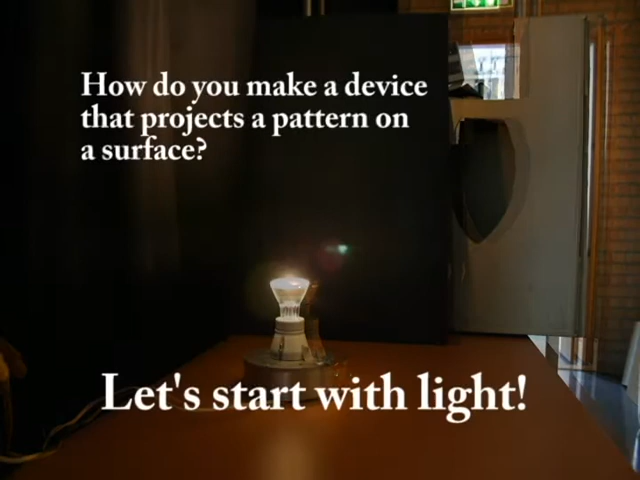 How do you make a device
that projects a pattern on
a surface?
Let's start with light!